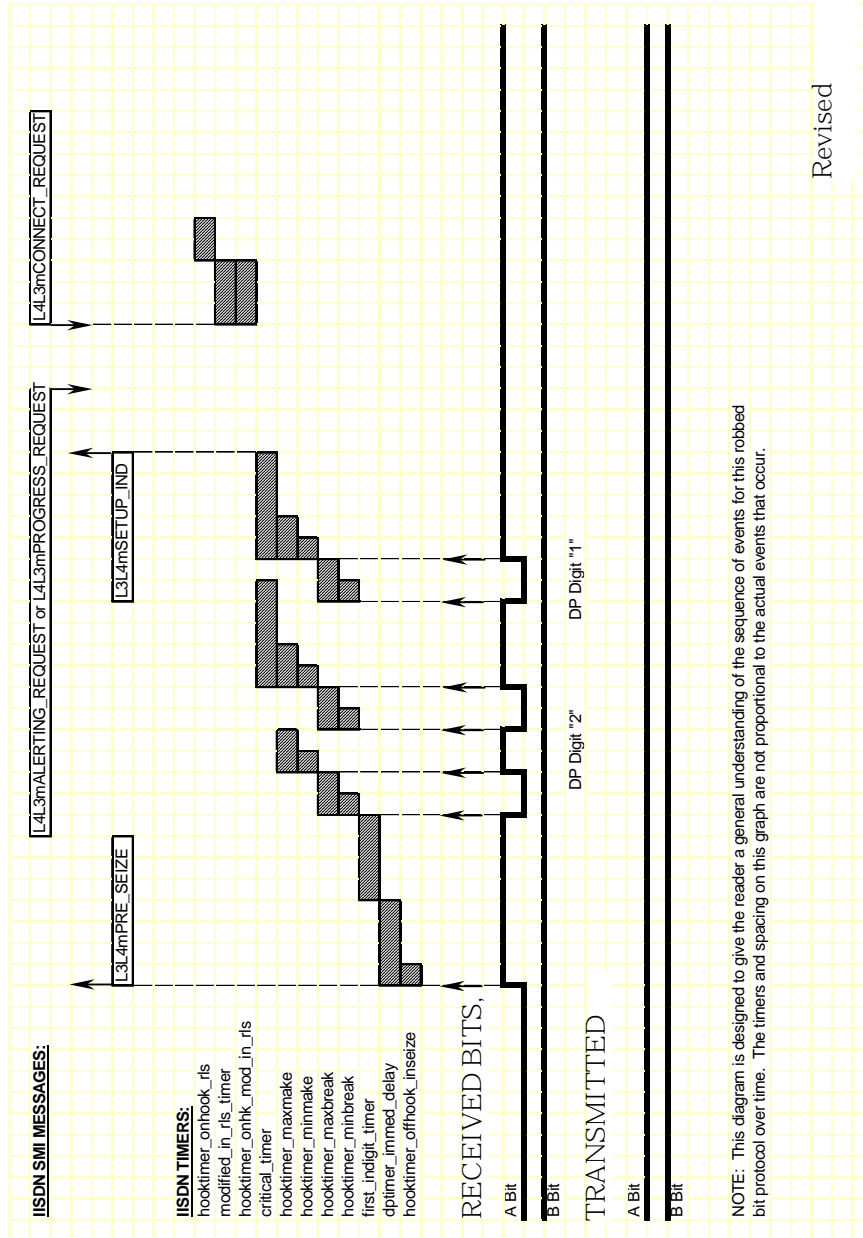 IISDN SMI MESSAGES:
L4L3mALERTING_REQUEST or L4L3mPROGRESS_REQUEST
L4L3mCONNECT_REQUEST
L3L4mPRE_SEIZE
L3L4mSETUP_IND
IISDN TIMERS:
hooktimer_onhook_rls
modified_in_rls_timer
hooktimer_onhk_mod_in_rls
critical_timer
hooktimer_maxmake
hooktimer_minmake
hooktimer_maxbreak
hooktimer_minbreak
first_indigit_timer
dptimer_immed_delay
hooktimer_offhook_inseize
RECEIVED BITS,
A Bit
B Bit
DP Digit "2"
DP Digit "1"
TRANSMITTED
A Bit
B Bit
NOTE: This diagram is designed to give the reader a general understanding of the sequence of events for this robbed
bit protocol over time. The timers and spacing on this graph are not proportional to the actual events that occur.
Revised